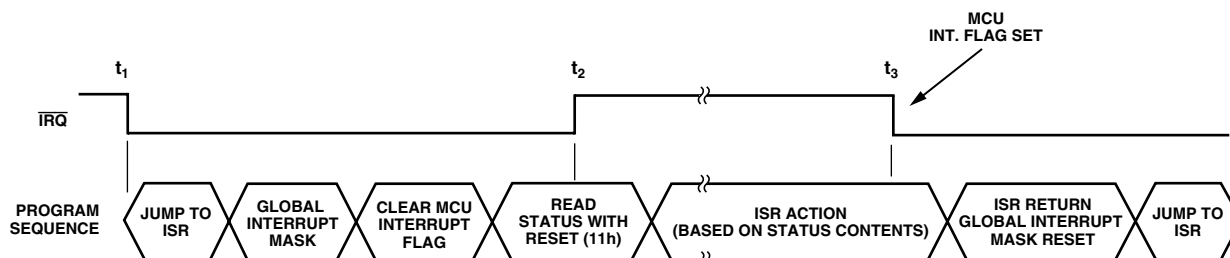 MCU
INT. FLAG SET
t1
t2
t3
IRQ
PROGRAM
SEQUENCE
JUMP TO
ISR
GLOBAL
INTERRUPT
MASK
CLEAR MCU
INTERRUPT
FLAG
READ
STATUS WITH
RESET (11h)
ISR ACTION
(BASED ON STATUS CONTENTS)
ISR RETURN
GLOBAL INTERRUPT
MASK RESET
JUMP TO
ISR